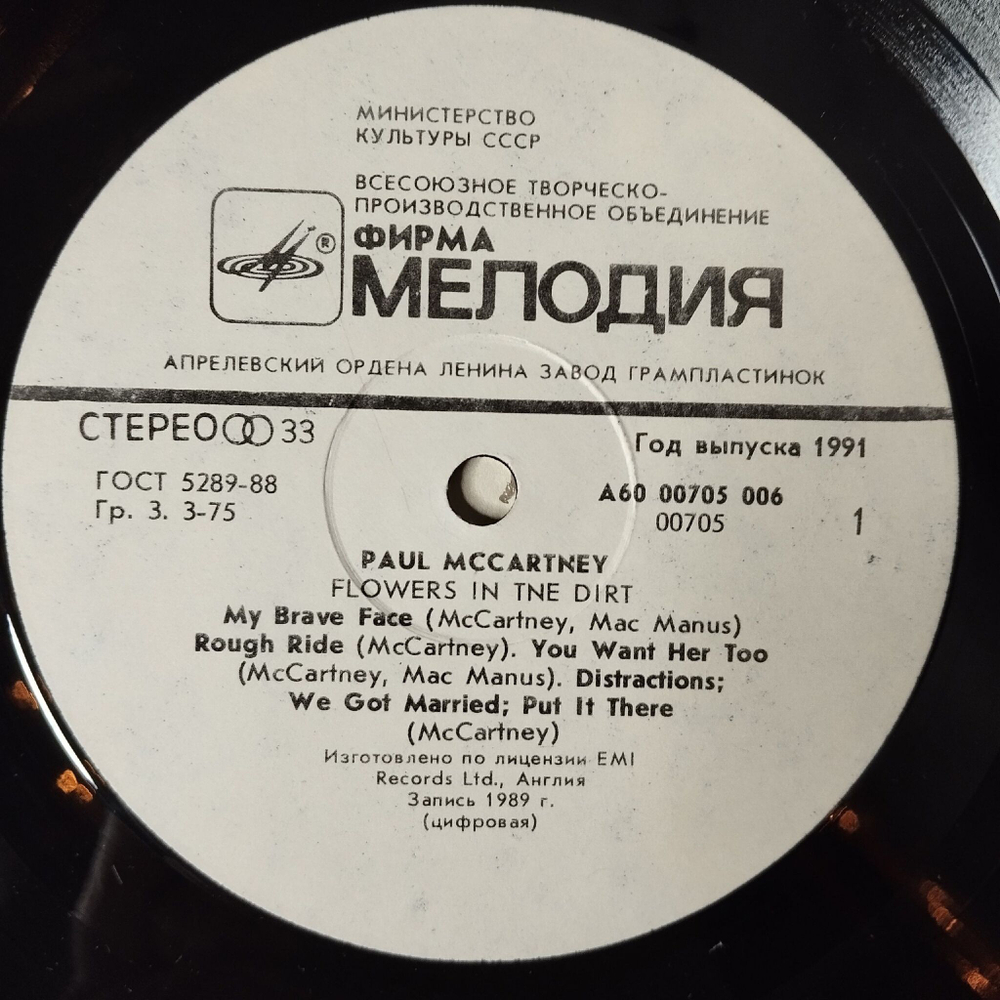 МИНИСТЕРСТВО
КУЛЬТУРЫ СССР
ВСЕСОЮЗНОЕ ТВОРЧЕСКО-
ПРОИЗВОДСТВЕННОЕ ОБЪЕДИНЕНИЕ
®
ФИРМА
МЕЛОДИЯ
АПРЕЛЕВСКИЙ ОРДЕНА ЛЕНИНА ЗАВОД ГРАМПЛАСТИНОК
СТЕРЕО 33
Год выпуска 1991
ГОСТ 5289-88
Гр. 3. 3-75
А60 00705 006
00705
1
PAUL MCCARTNEY
FLOWERS IN TNE DIRT
My Brave Face (McCartney, Mac Manus)
Rough Ride (McCartney). You Want Her Too
(McCartney, Mac Manus). Distractions;
We Got Married; Put It There
(McCartney)
Изготовлено по лицензии EMI
Records Ltd., Англия
Запись 1989 г.
(цифровая)